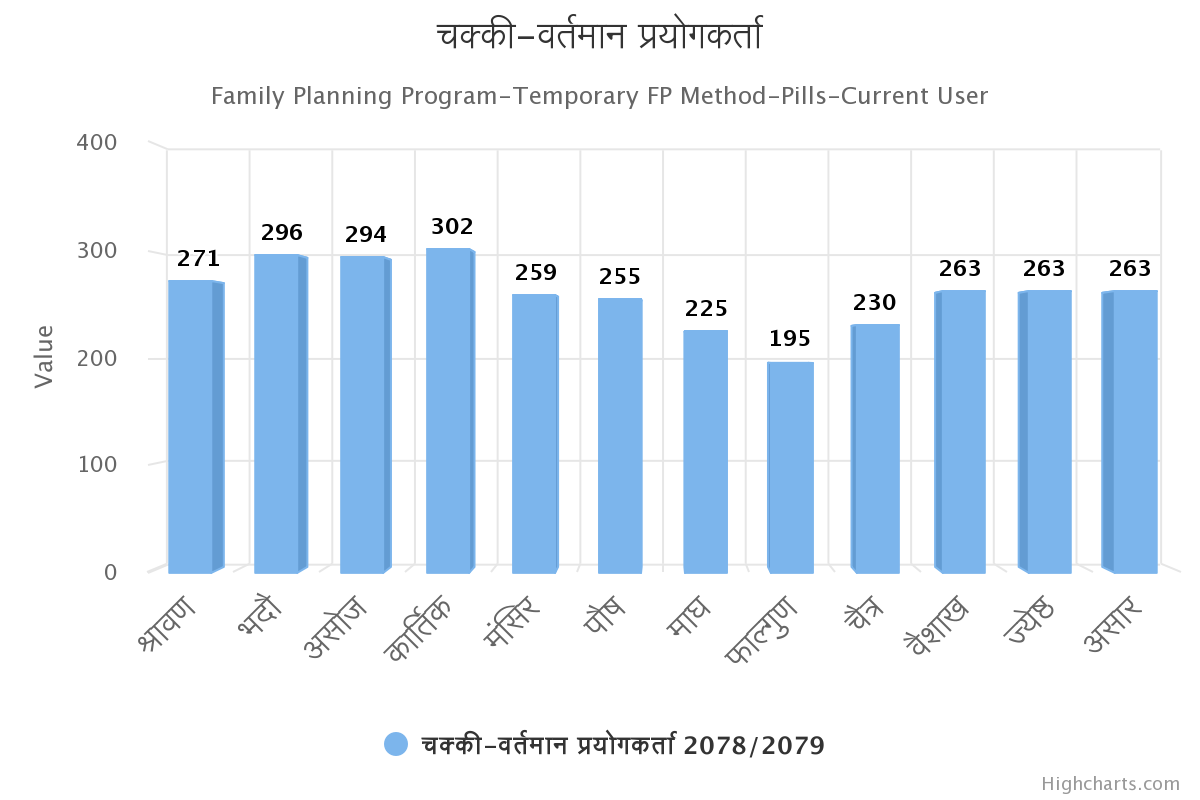 चक्की-वर्तमान प्रयोगकर्ता
Family Planning Program-Temporary FP Method-Pills-Current User
Value
400
300
200
100
0
271
296
294
302
259
255
225
195
230
263
263
263
श्रावण
भदौ
असोज
कार्तिक
मंसिर
पौष
माघ
फाल्गुण
चैत्र
वैशाख
ज्येष्ठ
असार
चक्की-वर्तमान प्रयोगकर्ता 2078/2079
Highcharts.com